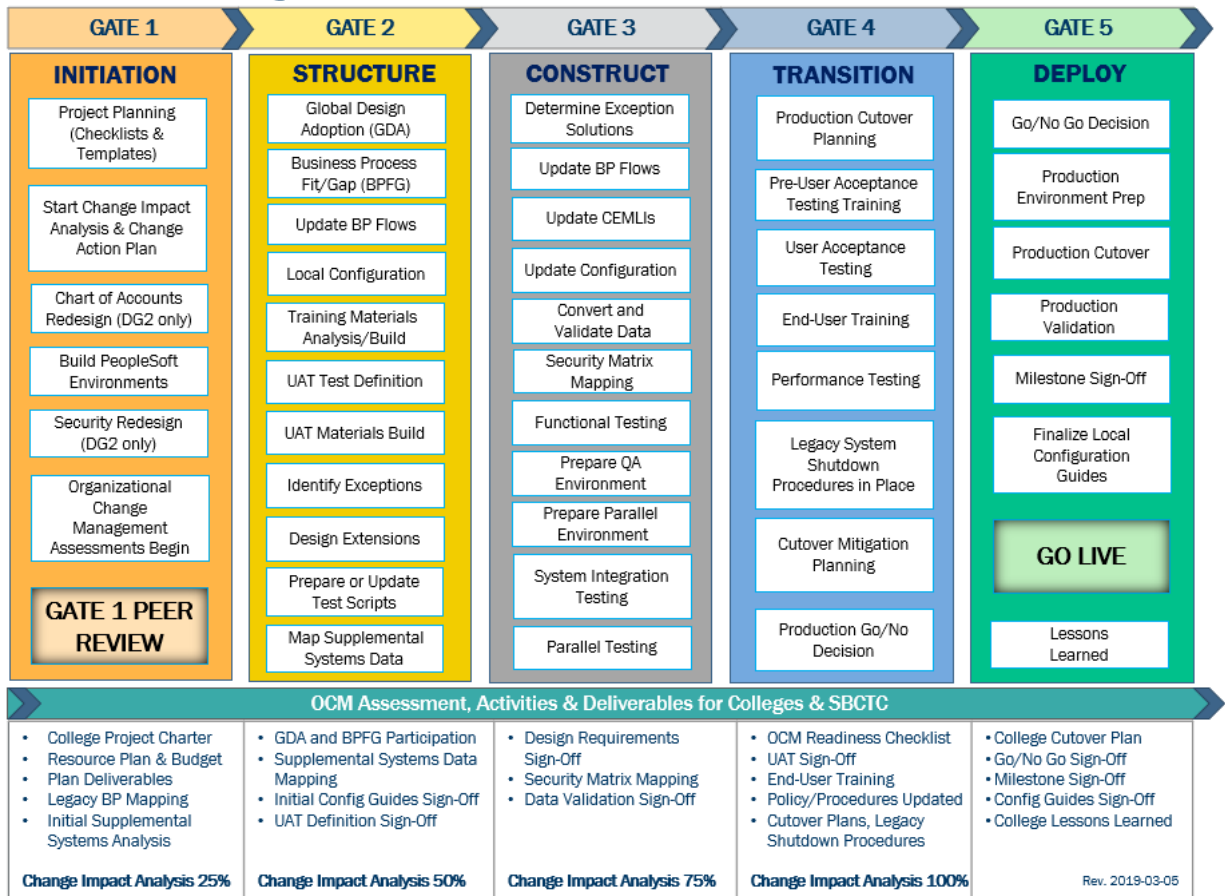 GATE 1
GATE 2
GATE 3
GATE 4
GATE 5
INITIATION
Project Planning
(Checklists &
Templates)
Start Change Impact
Analysis & Change
Action Plan
Chart of Accounts
Redesign (DG2 only)
Build PeopleSoft
Environments
Security Redesign
(DG2 only)
Organizational
Change
Management
Assessments Begin
GATE 1 PEER
REVIEW
STRUCTURE
Global Design
Adoption (GDA)
Business Process
Fit/Gap (BPFG)
Update BP Flows
Local Configuration
Training Materials
Analysis/Build
UAT Test Definition
UAT Materials Build
Identify Exceptions
Design Extensions
Prepare or Update
Test Scripts
Map Supplemental
Systems Data
CONSTRUCT
Determine Exception
Solutions
Update BP Flows
Update CEMLIs
Update Configuration
Convert and
Validate Data
Security Matrix
Mapping
Functional Testing
Prepare QA
Environment
Prepare Parallel
Environment
System Integration
Testing
Parallel Testing
TRANSITION
Production Cutover
Planning
Pre-User Acceptance
Testing Training
User Acceptance
Testing
End-User Training
Performance Testing
Legacy System
Shutdown
Procedures in Place
Cutover Mitigation
Planning
Production Go/No
Decision
DEPLOY
Go/No Go Decision
Production
Environment Prep
Production Cutover
Production
Validation
Milestone Sign-Off
Finalize Local
Configuration
Guides
GO LIVE
Lessons
Learned
OCM Assessment, Activities & Deliverables for Colleges & SBCTC
• College Project Charter
• Resource Plan & Budget
• Plan Deliverables
• Legacy BP Mapping
• Initial Supplemental
Systems Analysis
Change Impact Analysis 25%
• GDA and BPFG Participation
• Supplemental Systems Data
Mapping
• Initial Config Guides Sign-Off
• UAT Definition Sign-Off
Change Impact Analysis 50%
• Design Requirements
Sign-Off
• Security Matrix Mapping
• Data Validation Sign-Off
Change Impact Analysis 75%
• OCM Readiness Checklist
• UAT Sign-Off
• End-User Training
• Policy/Procedures Updated
• Cutover Plans, Legacy
Shutdown Procedures
Change Impact Analysis 100%
• College Cutover Plan
• Go/No Go Sign-Off
• Milestone Sign-Off
• Config Guides Sign-Off
• College Lessons Learned
Rev. 2019-03-05